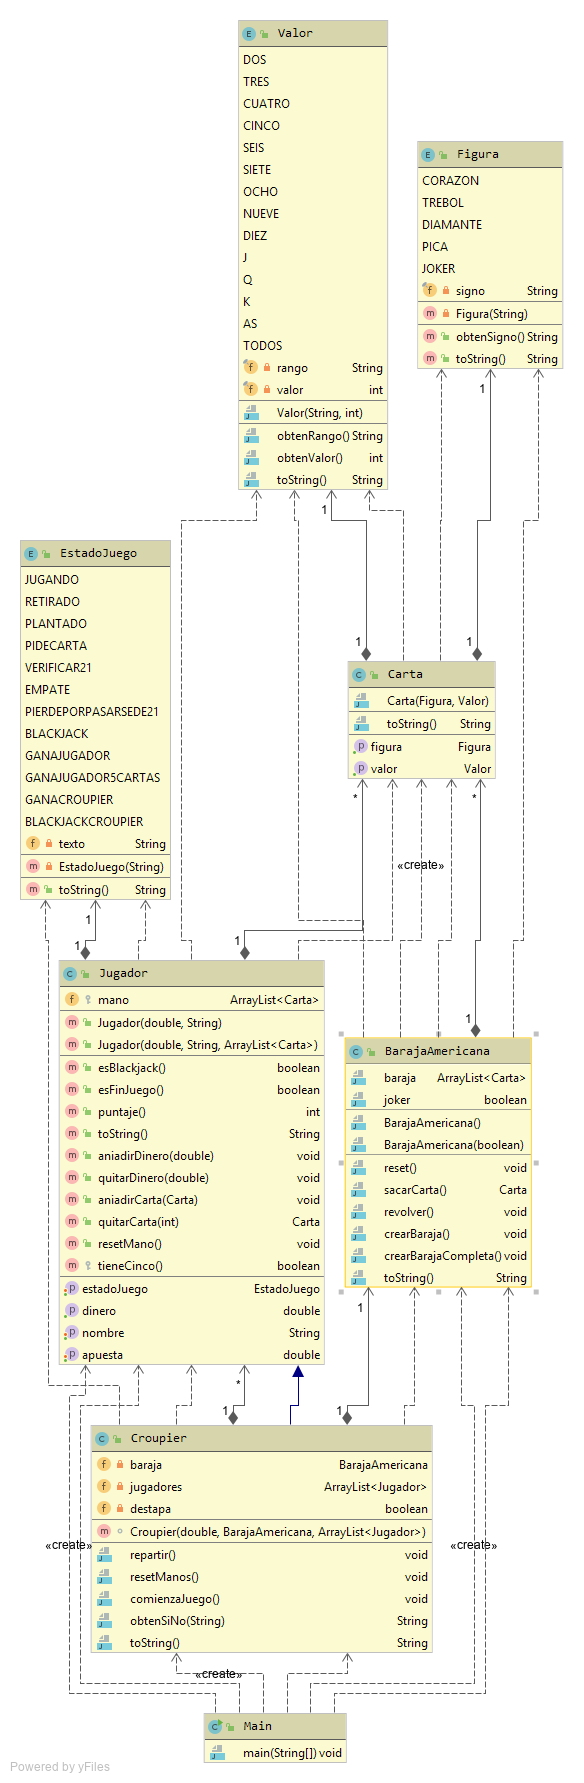 Valor
DOS
TRES
CUATRO
CINCO
SEIS
SIETE
OCHO
NUEVE
DIEZ
J
Q
K
AS
TODOS
rango String
valor int
Valor(String, int)
obtenRango() String
obtenValor() int
toString() String
Figura
CORAZON
TREBOL
DIAMANTE
PICA
JOKER
signo String
Figura(String)
obtenSigno() String
toString() String
1
1
EstadoJuego
JUGANDO
RETIRADO
PLANTADO
PIDECARTA
VERIFICAR21
EMPATE
PIERDEPORPASARSEDE21
BLACKJACK
GANAJUGADOR
GANAJUGADOR5CARTAS
GANACROUPIER
BLACKJACKCROUPIER
texto String
EstadoJuego(String)
toString() String
1
1
Carta
Carta(Figura, Valor)
toString() String
figura Figura
valor Valor
*
*
«create»
1
1
1
1
Jugador
mano ArrayList<Carta>
Jugador(double, String)
Jugador(double, String, ArrayList<Carta>)
esBlackjack() boolean
esFinJuego() boolean
puntaje() int
toString() String
aniadirDinero(double) void
quitarDinero(double) void
aniadirCarta(Carta) void
quitarCarta(int) Carta
resetMano() void
tieneCinco() boolean
estadoJuego EstadoJuego
dinero double
nombre String
apuesta double
BarajaAmericana
baraja ArrayList<Carta>
joker boolean
BarajaAmericana()
BarajaAmericana(boolean)
reset() void
sacarCarta() Carta
revolver() void
crearBaraja() void
crearBarajaCompleta() void
toString() String
1
*
1
1
Croupier
baraja BarajaAmericana
jugadores ArrayList<Jugador>
destapa boolean
Croupier(double, BarajaAmericana, ArrayList<Jugador>)
repartir() void
resetManos() void
comienzaJuego() void
obtenSiNo(String) String
toString() String
«create»
«create»
«create»
Main
main(String[]) void
Powered by yFiles